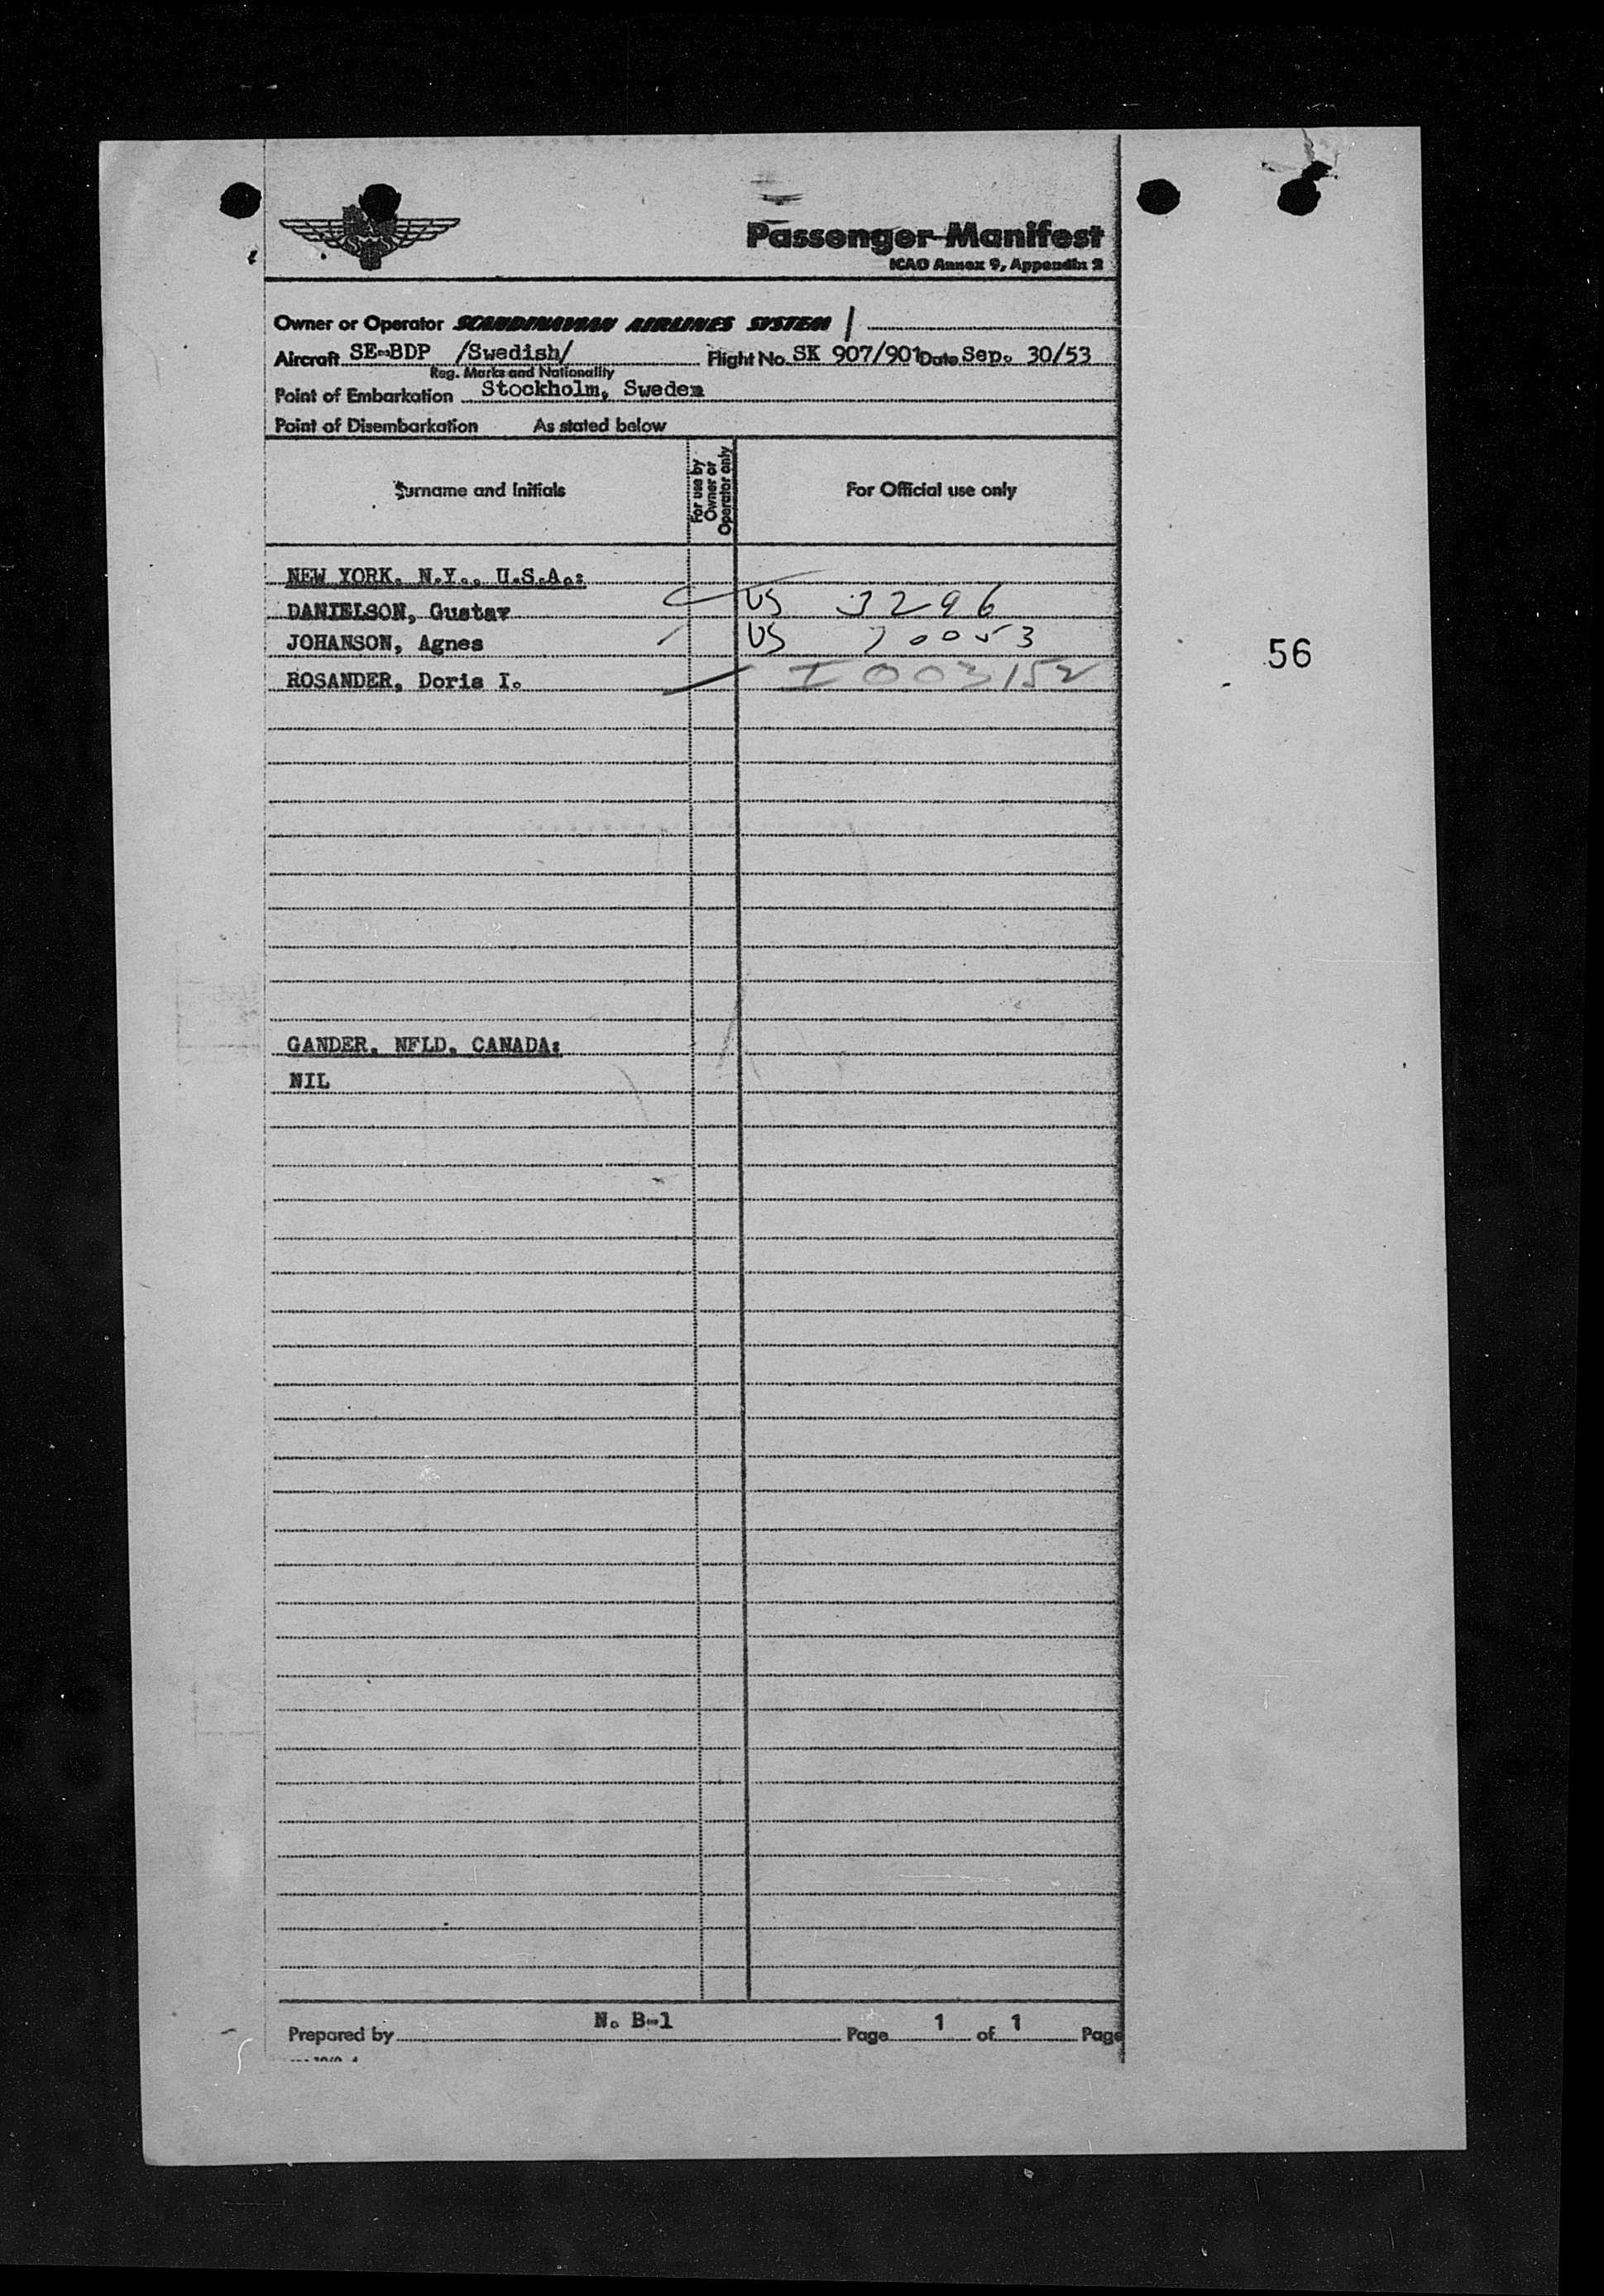 SAS
Passenger Manifest
ICAO Annex 9, Appendix 2
Owner or Operator SCANDINAVIAN AIRLINES SYSTEM
Aircraft SE-BDP /Swedish/ Flight No. SK 907/901 Date Sep. 30/53
Reg. Marks and Nationality
Point of Embarkation Stockholm, Sweden
Point of Disembarkation As stated below
Surname and Initials
For use by Owner or Operator only
For Official use only
NEW YORK. N.Y.. U.S.A.:
DANIELSON, Gustav US 3296
JOHANSON, Agnes US 70053
56
ROSANDER, Doris I. I 003152
GANDER, NFLD, CANADA:
NIL
Prepared by N. B-1 Page 1 of 1 Page